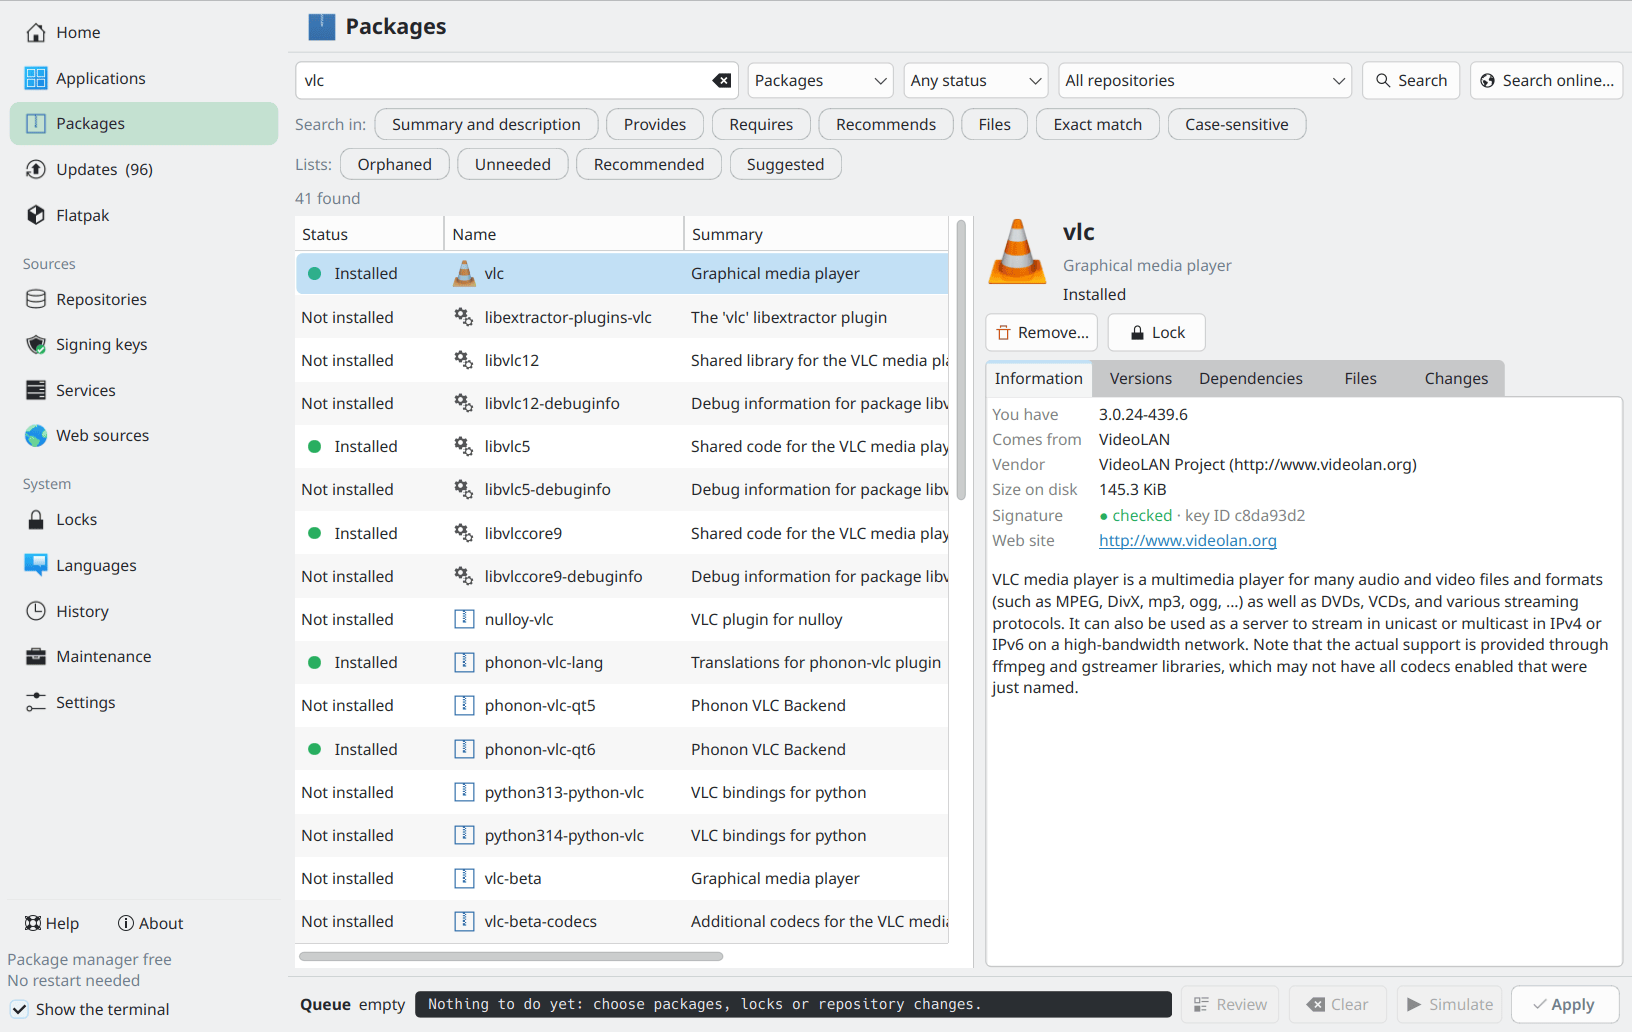 Home
Applications
Packages
Updates (96)
Flatpak
Sources
Repositories
Signing keys
Services
Web sources
System
Locks
Languages
History
Maintenance
Settings
Help About
Package manager free
No restart needed
Show the terminal
Packages
vlc Packages Any status All repositories Search Search online...
Search in: Summary and description Provides Requires Recommends Files Exact match Case-sensitive
Lists: Orphaned Unneeded Recommended Suggested
41 found
Status Name Summary
Installed vlc Graphical media player
Not installed libextractor-plugins-vlc The 'vlc' libextractor plugin
Not installed libvlc12 Shared library for the VLC media pla
Not installed libvlc12-debuginfo Debug information for package libv
Installed libvlc5 Shared code for the VLC media play
Not installed libvlc5-debuginfo Debug information for package libv
Installed libvlccore9 Shared code for the VLC media play
Not installed libvlccore9-debuginfo Debug information for package libv
Not installed nulloy-vlc VLC plugin for nulloy
Installed phonon-vlc-lang Translations for phonon-vlc plugin
Not installed phonon-vlc-qt5 Phonon VLC Backend
Installed phonon-vlc-qt6 Phonon VLC Backend
Not installed python313-python-vlc VLC bindings for python
Not installed python314-python-vlc VLC bindings for python
Not installed vlc-beta Graphical media player
Not installed vlc-beta-codecs Additional codecs for the VLC media
vlc
Graphical media player
Installed
Remove... Lock
Information Versions Dependencies Files Changes
You have 3.0.24-439.6
Comes from VideoLAN
Vendor VideoLAN Project (http://www.videolan.org)
Size on disk 145.3 KiB
Signature ● checked · key ID c8da93d2
Web site http://www.videolan.org
VLC media player is a multimedia player for many audio and video files and formats
(such as MPEG, DivX, mp3, ogg, ...) as well as DVDs, VCDs, and various streaming
protocols. It can also be used as a server to stream in unicast or multicast in IPv4 or
IPv6 on a high-bandwidth network. Note that the actual support is provided through
ffmpeg and gstreamer libraries, which may not have all codecs enabled that were
just named.
Queue empty Nothing to do yet: choose packages, locks or repository changes. Review Clear Simulate Apply